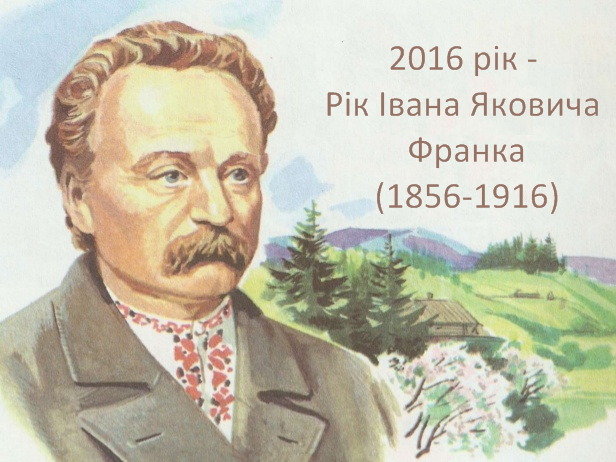 2016 рік -
Рік Івана Яковича
Франка
(1856-1916)